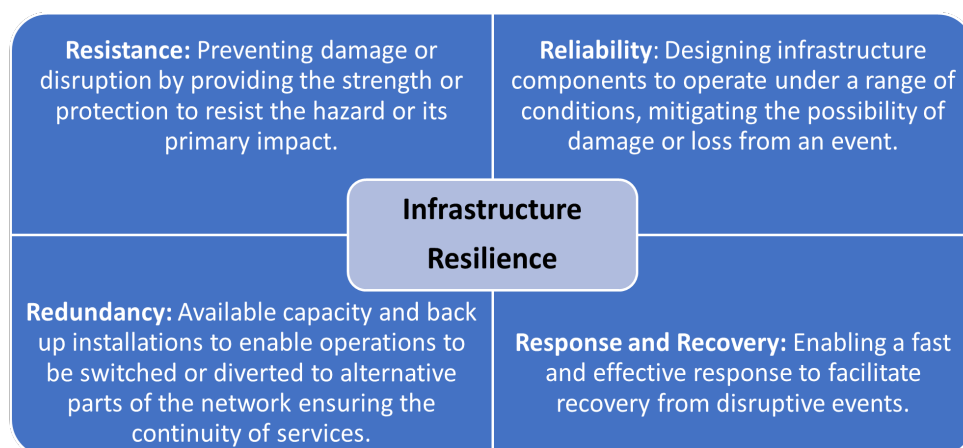 Resistance: Preventing damage or
disruption by providing the strength or
protection to resist the hazard or its
primary impact.
Reliability: Designing infrastructure
components to operate under a range of
conditions, mitigating the possibility of
damage or loss from an event.
Infrastructure
Resilience
Redundancy: Available capacity and back
up installations to enable operations to
be switched or diverted to alternative
parts of the network ensuring the
continuity of services.
Response and Recovery: Enabling a fast
and effective response to facilitate
recovery from disruptive events.